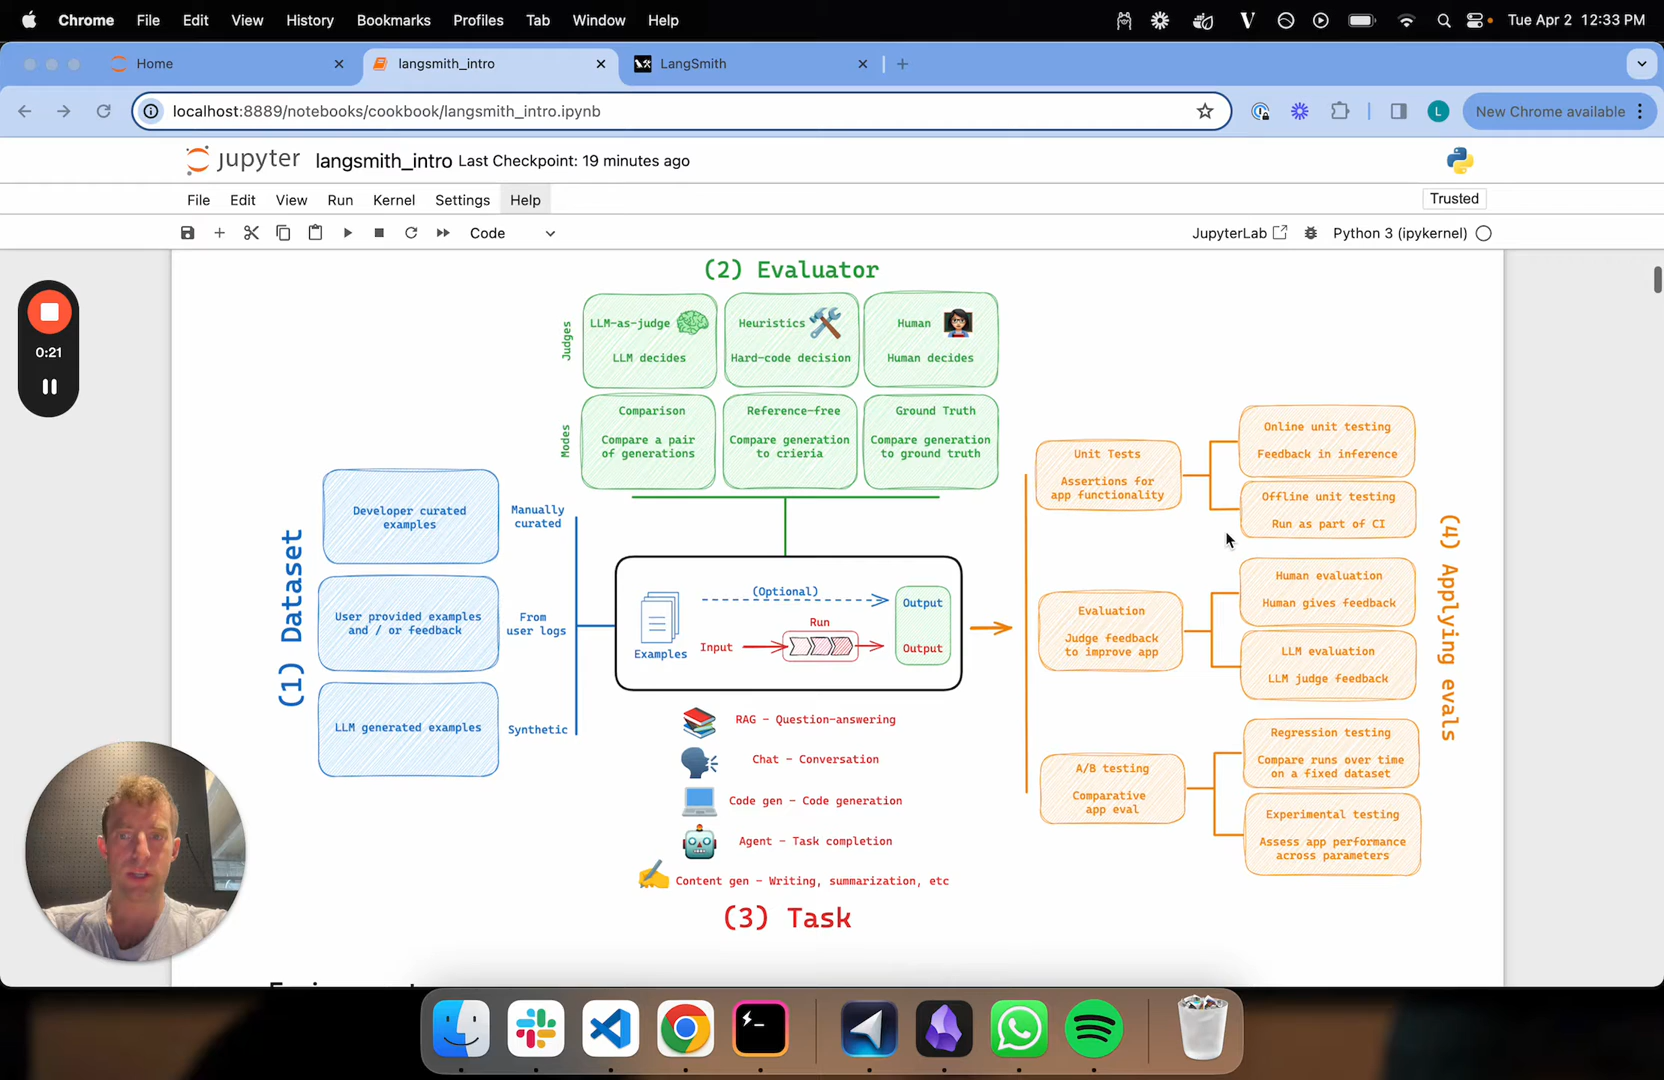 Chrome File Edit View History Bookmarks Profiles Tab Window Help
Tue Apr 2 12:33 PM
Home
langsmith_intro
LangSmith
localhost:8889/notebooks/cookbook/langsmith_intro.ipynb
L
New Chrome available
jupyter langsmith_intro Last Checkpoint: 19 minutes ago
File Edit View Run Kernel Settings Help
Trusted
Code
JupyterLab
Python 3 (ipykernel)
0:21
(2) Evaluator
Judges
LLM-as-judge
LLM decides
Heuristics
Hard-code decision
Human
Human decides
Modes
Comparison
Compare a pair
of generations
Reference-free
Compare generation
to crieria
Ground Truth
Compare generation
to ground truth
(1) Dataset
Developer curated
examples
Manually
curated
User provided examples
and / or feedback
From
user logs
LLM generated examples
Synthetic
Examples
(Optional)
Output
Run
Input
Output
RAG - Question-answering
Chat - Conversation
Code gen - Code generation
Agent - Task completion
Content gen - Writing, summarization, etc
(3) Task
Unit Tests
Assertions for
app functionality
Online unit testing
Feedback in inference
Offline unit testing
Run as part of CI
Evaluation
Judge feedback
to improve app
Human evaluation
Human gives feedback
LLM evaluation
LLM judge feedback
A/B testing
Comparative
app eval
Regression testing
Compare runs over time
on a fixed dataset
Experimental testing
Assess app performance
across parameters
(4) Applying evals